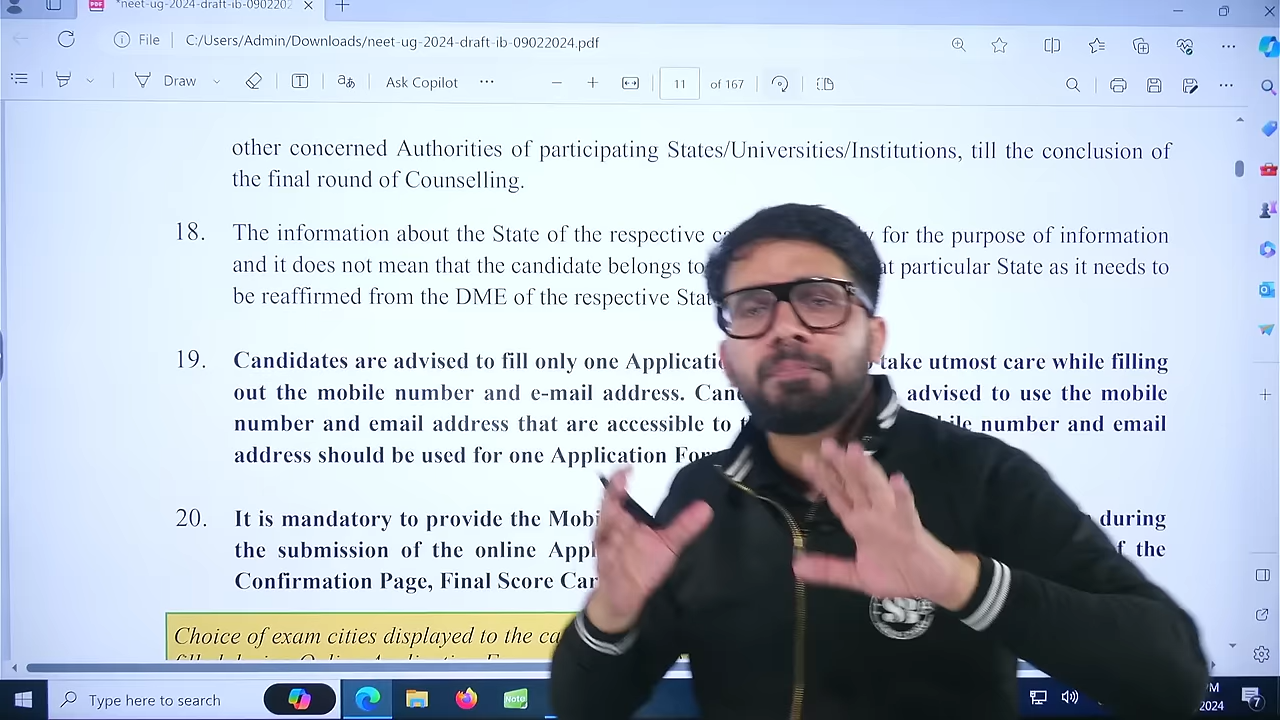 *neet-ug-2024-draft-ib-0902202
File C:/Users/Admin/Downloads/neet-ug-2024-draft-ib-09022024.pdf
Draw Ask Copilot 11 of 167
other concerned Authorities of participating States/Universities/Institutions, till the conclusion of
the final round of Counselling.
18. The information about the State of the respective for the purpose of information
and it does not mean that the candidate belongs to particular State as it needs to
be reaffirmed from the DME of the respective
19. Candidates are advised to fill only one take utmost care while filling
out the mobile number and e-mail address. advised to use the mobile
number and email address that are accessible to number and email
address should be used for one Application
20. It is mandatory to provide the during
the submission of the online the
Confirmation Page, Final Score
Choice of exam cities displayed to the
here to search
Note
2024
7